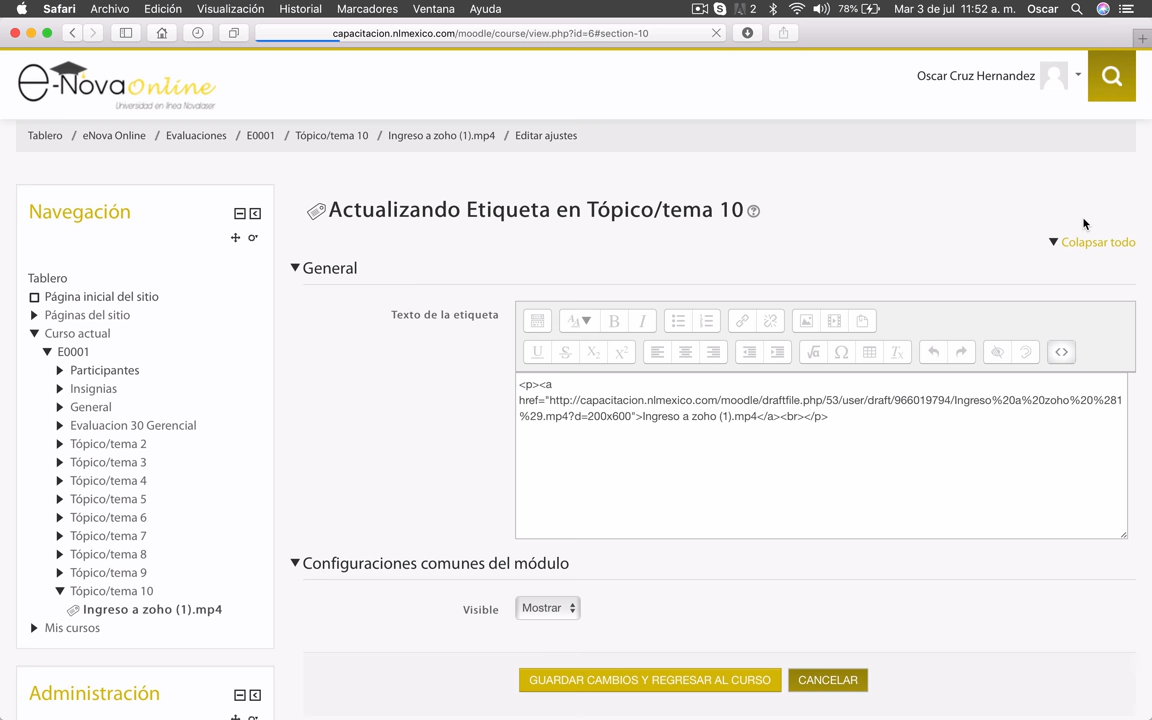 Safari Archivo Edición Visualización Historial Marcadores Ventana Ayuda 2 78% Mar 3 de jul 11:52 a. m. Oscar
capacitacion.nlmexico.com/moodle/course/view.php?id=6#section-10
e-Nova Online
Universidad en línea Novalaser
Oscar Cruz Hernandez
Tablero / eNova Online / Evaluaciones / E0001 / Tópico/tema 10 / Ingreso a zoho (1).mp4 / Editar ajustes
Navegación
Tablero
Página inicial del sitio
Páginas del sitio
Curso actual
E0001
Participantes
Insignias
General
Evaluacion 30 Gerencial
Tópico/tema 2
Tópico/tema 3
Tópico/tema 4
Tópico/tema 5
Tópico/tema 6
Tópico/tema 7
Tópico/tema 8
Tópico/tema 9
Tópico/tema 10
Ingreso a zoho (1).mp4
Mis cursos
Administración
Actualizando Etiqueta en Tópico/tema 10
Colapsar todo
General
Texto de la etiqueta
<p><a
href="http://capacitacion.nlmexico.com/moodle/draftfile.php/53/user/draft/966019794/Ingreso%20a%20zoho%20%281
%29.mp4?d=200x600">Ingreso a zoho (1).mp4</a><br></p>
Configuraciones comunes del módulo
Visible Mostrar
GUARDAR CAMBIOS Y REGRESAR AL CURSO CANCELAR